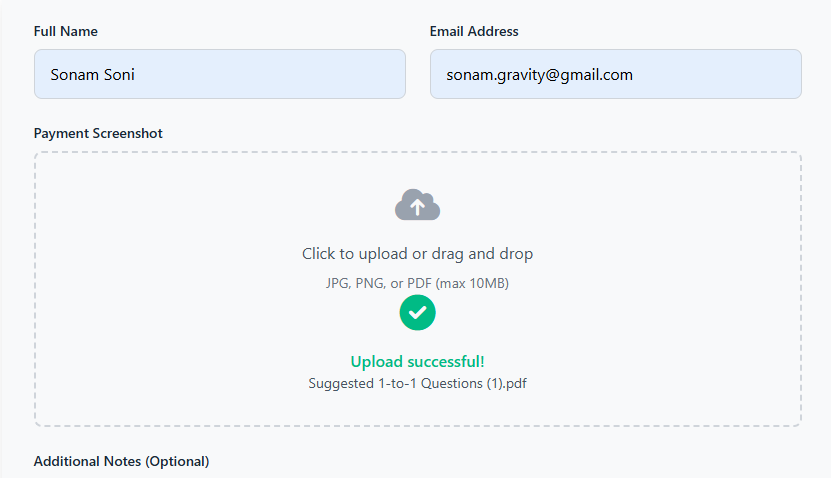 Full Name
Email Address
Sonam Soni
sonam.gravity@gmail.com
Payment Screenshot
Click to upload or drag and drop
JPG, PNG, or PDF (max 10MB)
Upload successful!
Suggested 1-to-1 Questions (1).pdf
Additional Notes (Optional)